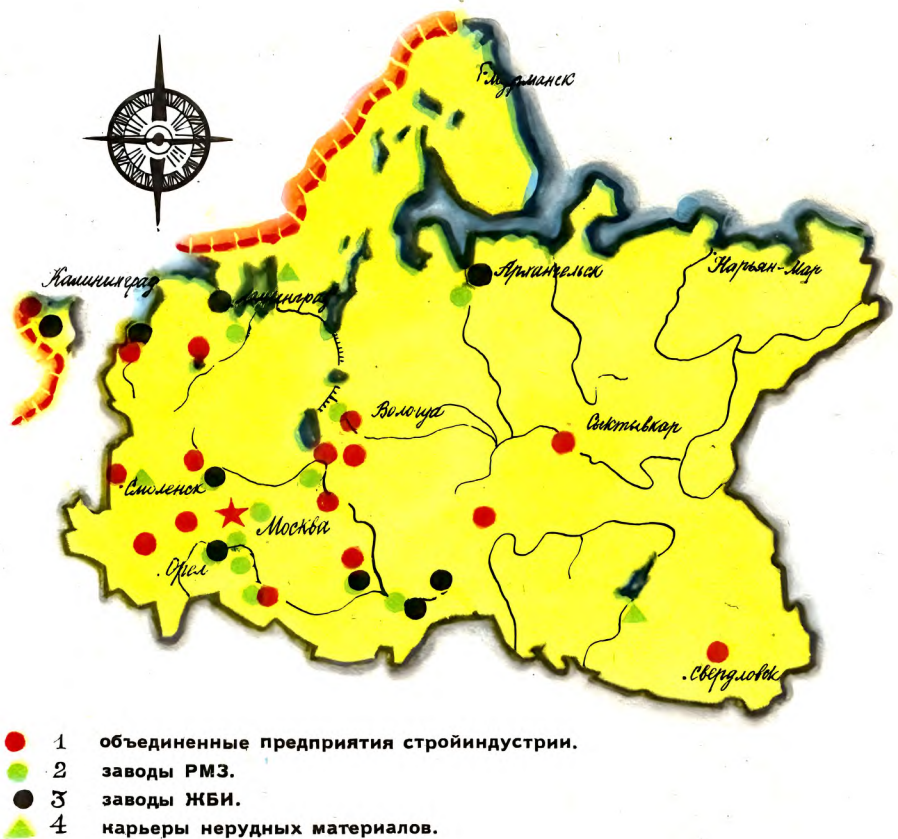 Мурманск
Калининград
Ленинград
Архангельск
Нарьян-Мар
Вологда
Сыктывкар
Смоленск
Москва
Орел
Свердловск
1 объединенные предприятия стройиндустрии.
2 заводы РМЗ.
3 заводы ЖБИ.
4 карьеры нерудных материалов.